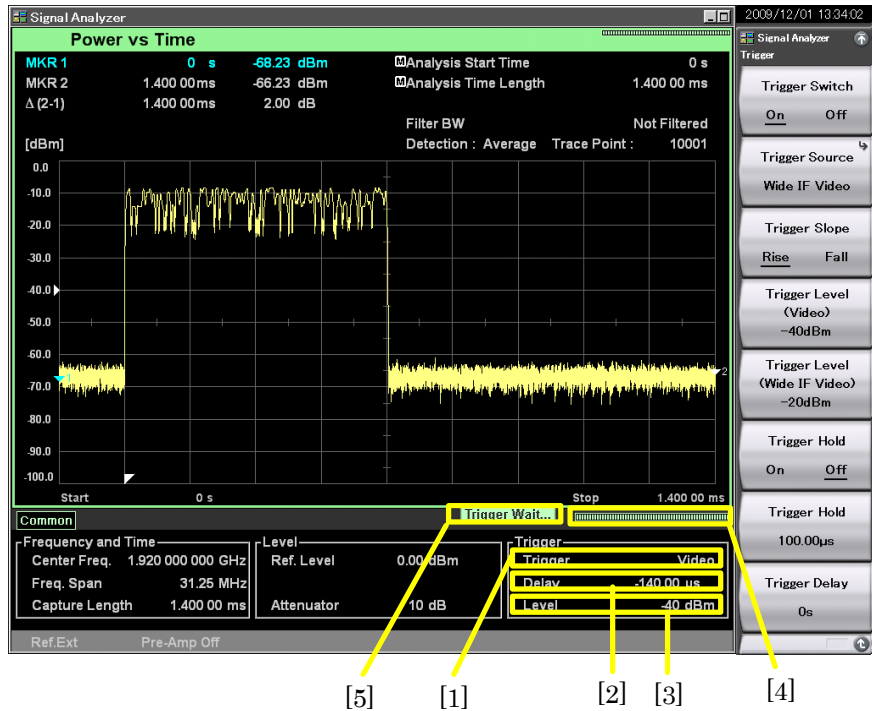 Signal Analyzer
2009/12/01 13:34:02
Power vs Time
MKR 1 0 s -68.23 dBm
MKR 2 1.400 00 ms -66.23 dBm
Δ (2-1) 1.400 00 ms 2.00 dB
M Analysis Start Time 0 s
M Analysis Time Length 1.400 00 ms
Filter BW Not Filtered
Detection : Average Trace Point : 10001
[dBm]
0.0
-10.0
-20.0
-30.0
-40.0
-50.0
-60.0
-70.0
-80.0
-90.0
-100.0
2
Start 0 s Stop 1.400 00 ms
Common
Trigger Wait...
Frequency and Time
Center Freq. 1.920 000 000 GHz
Freq. Span 31.25 MHz
Capture Length 1.400 00 ms
Level
Ref. Level 0.00 dBm
Attenuator 10 dB
Trigger
Trigger Video
Delay -140.00 us
Level -40 dBm
Ref.Ext Pre-Amp Off
Signal Analyzer
Trigger
Trigger Switch
On Off
Trigger Source
Wide IF Video
Trigger Slope
Rise Fall
Trigger Level
(Video)
-40dBm
Trigger Level
(Wide IF Video)
-20dBm
Trigger Hold
On Off
Trigger Hold
100.00µs
Trigger Delay
0s
[5] [1] [2] [3] [4]